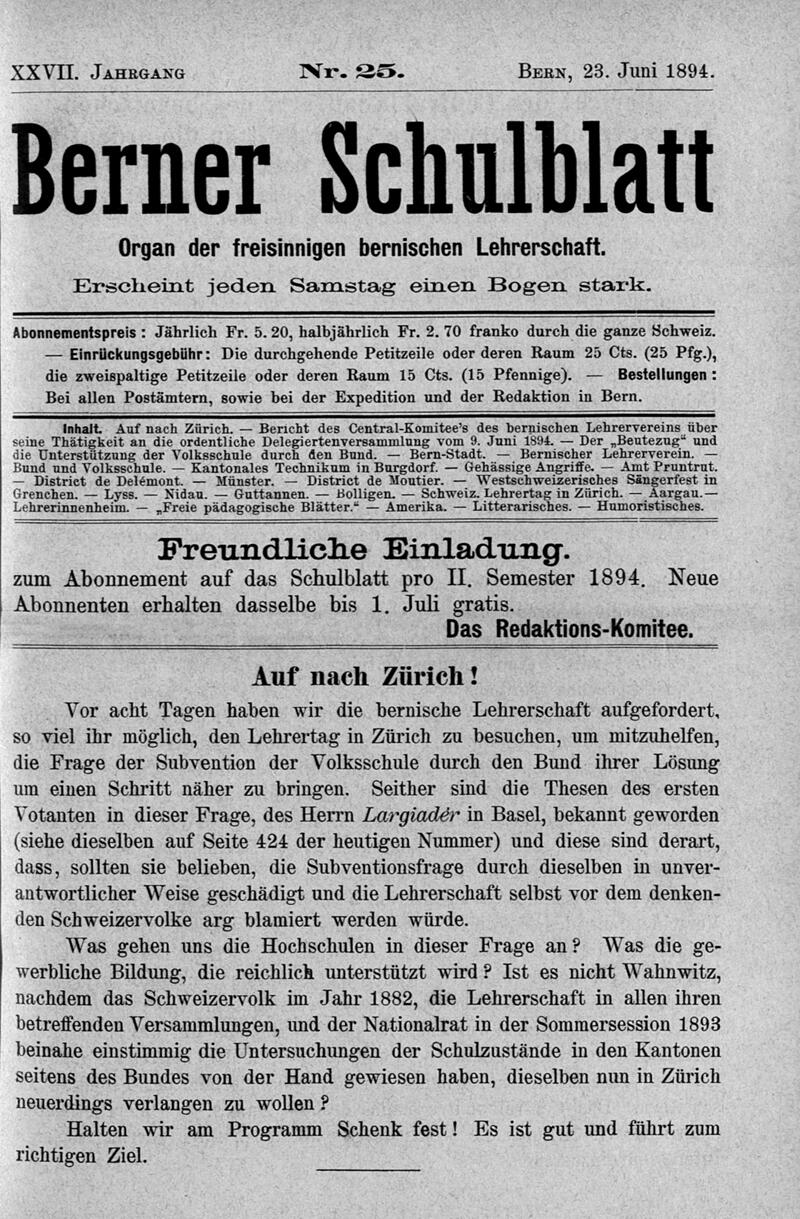 XXVII. Jahrgang Nr. 25. Bern, 23. Juni 1894.
Berner Schulblatt
Organ der freisinnigen bernischen Lehrerschaft.
Erscheint jeden Samstag einen Bogen stark.
Abonnementspreis: Jährlich Fr. 5. 20, halbjährlich Fr. 2. 70 franko durch die ganze Schweiz.
— Einrückungsgebühr: Die durchgehende Petitzeile oder deren Raum 25 Cts. (25 Pfg.),
die zweispaltige Petitzeile oder deren Raum 15 Cts. (15 Pfennige). — Bestellungen:
Bei allen Postämtern, sowie bei der Expedition und der Redaktion in Bern.
Inhalt. Auf nach Zürich. — Bericht des Central-Komitee's des bernischen Lehrervereins über
seine Thätigkeit an die ordentliche Delegiertenversammlung vom 9. Juni 1894. — Der „Beutezug“ und
die Unterstützung der Volksschule durch den Bund. — Bern-Stadt. — Bernischer Lehrerverein. —
Bund und Volksschule. — Kantonales Technikum in Burgdorf. — Gehässige Angriffe. — Amt Pruntrut.
— District de Delémont. — Münster. — District de Moutier. — Westschweizerisches Sängerfest in
Grenchen. — Lyss. — Nidau. — Guttannen. — Bolligen. — Schweiz. Lehrertag in Zürich. — Aargau. —
Lehrerinnenheim. — „Freie pädagogische Blätter.“ — Amerika. — Litterarisches. — Humoristisches.
Freundliche Einladung.
zum Abonnement auf das Schulblatt pro II. Semester 1894. Neue
Abonnenten erhalten dasselbe bis 1. Juli gratis.
Das Redaktions-Komitee.
Auf nach Zürich!
Vor acht Tagen haben wir die bernische Lehrerschaft aufgefordert,
so viel ihr möglich, den Lehrertag in Zürich zu besuchen, um mitzuhelfen,
die Frage der Subvention der Volksschule durch den Bund ihrer Lösung
um einen Schritt näher zu bringen. Seither sind die Thesen des ersten
Votanten in dieser Frage, des Herrn Largiadér in Basel, bekannt geworden
(siehe dieselben auf Seite 424 der heutigen Nummer) und diese sind derart,
dass, sollten sie belieben, die Subventionsfrage durch dieselben in unver-
antwortlicher Weise geschädigt und die Lehrerschaft selbst vor dem denken-
den Schweizervolke arg blamiert werden würde.
Was gehen uns die Hochschulen in dieser Frage an? Was die ge-
werbliche Bildung, die reichlich unterstützt wird? Ist es nicht Wahnwitz,
nachdem das Schweizervolk im Jahr 1882, die Lehrerschaft in allen ihren
betreffenden Versammlungen, und der Nationalrat in der Sommersession 1893
beinahe einstimmig die Untersuchungen der Schulzustände in den Kantonen
seitens des Bundes von der Hand gewiesen haben, dieselben nun in Zürich
neuerdings verlangen zu wollen?
Halten wir am Programm Schenk fest! Es ist gut und führt zum
richtigen Ziel.